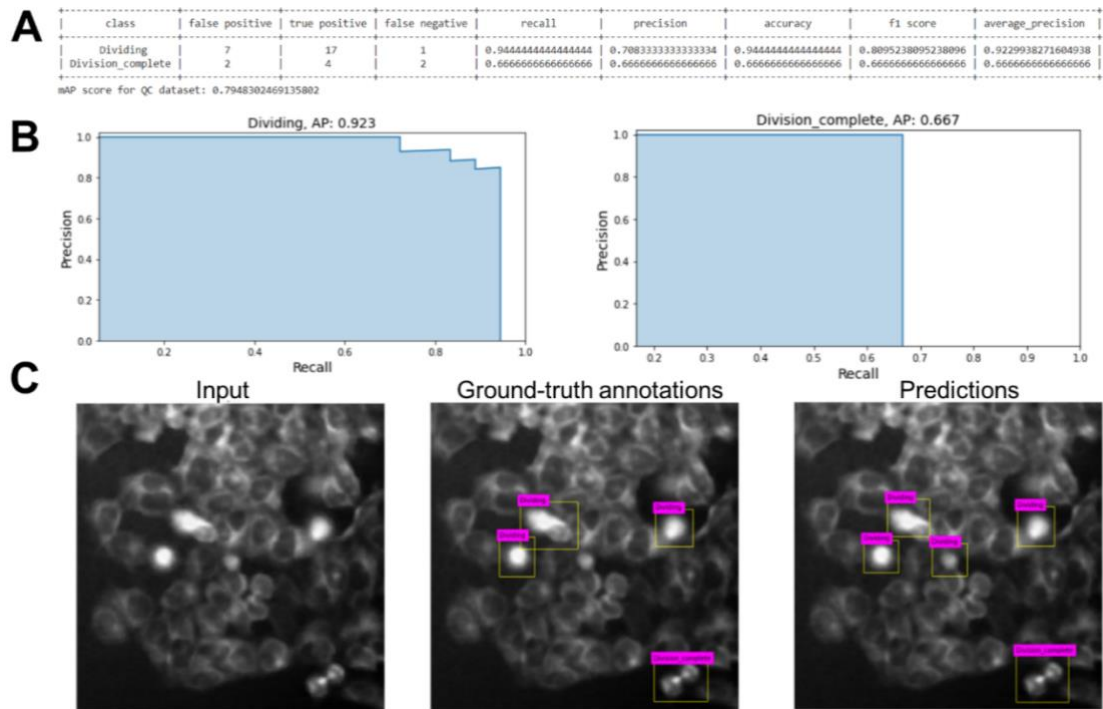 A
class | false positive | true positive | false negative | recall | precision | accuracy | f1 score | average_precision
Dividing | 7 | 17 | 1 | 0.9444444444444444 | 0.7083333333333334 | 0.9444444444444444 | 0.8095238095238096 | 0.9229938271604938
Division_complete | 2 | 4 | 2 | 0.6666666666666666 | 0.6666666666666666 | 0.6666666666666666 | 0.6666666666666666 | 0.6666666666666666
mAP score for QC dataset: 0.7948302469135802
B
Dividing, AP: 0.923
Precision
1.0
0.8
0.6
0.4
0.2
0.0
0.2 0.4 0.6 0.8 1.0
Recall
Division_complete, AP: 0.667
Precision
1.0
0.8
0.6
0.4
0.2
0.0
0.2 0.3 0.4 0.5 0.6 0.7 0.8 0.9 1.0
Recall
C
Input
Ground-truth annotations
Dividing
Dividing
Dividing
Division_complete
Predictions
Dividing
Dividing
Dividing
Dividing
Division_complete